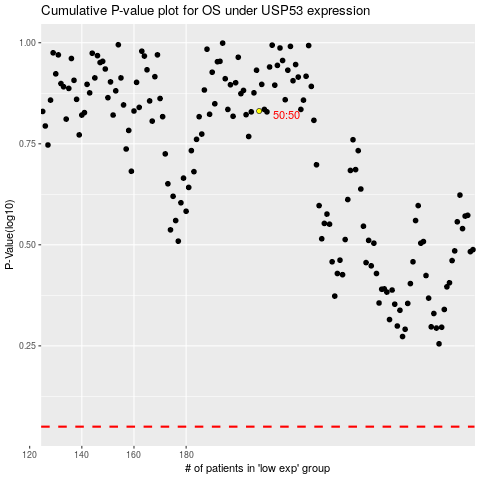 Cumulative P-value plot for OS under USP53 expression
P-Value(log10)
1.00
0.75
0.50
0.25
50:50
120 140 160 180
# of patients in 'low exp' group